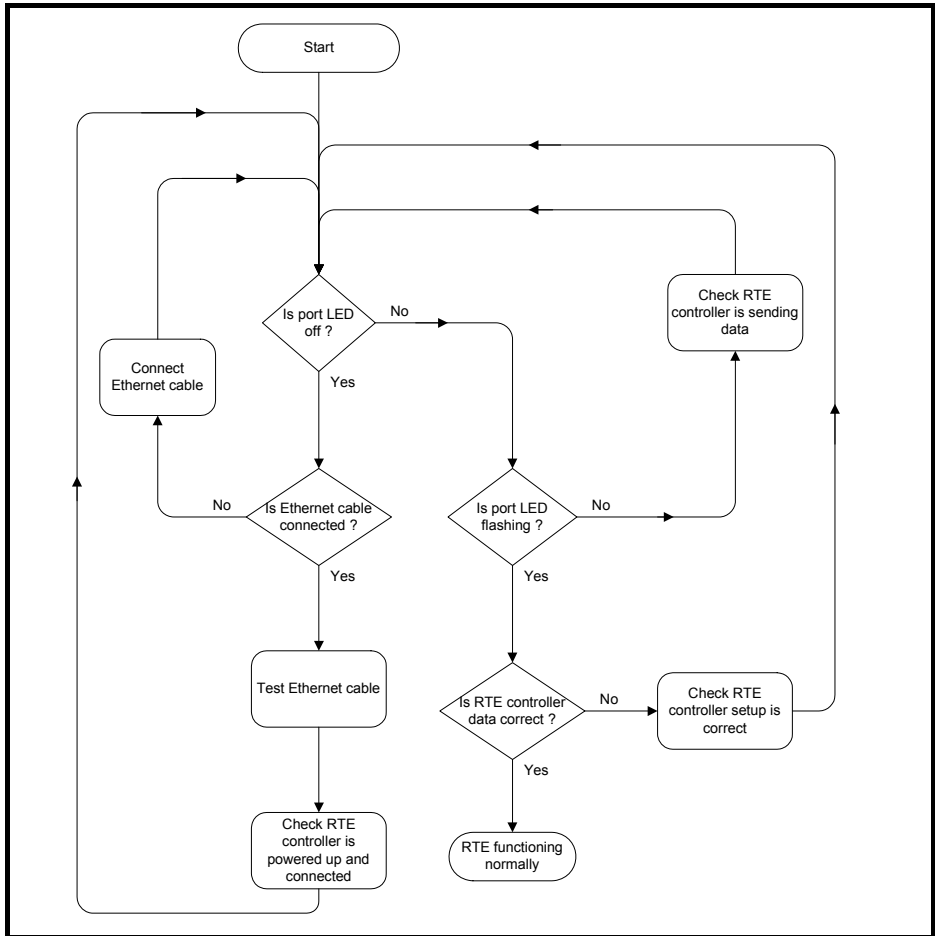 Start
Is port LED
off ?
No
Yes
Check RTE
controller is sending
data
Connect
Ethernet cable
Is Ethernet cable
connected ?
No
Yes
Is port LED
flashing ?
No
Yes
Test Ethernet cable
Is RTE controller
data correct ?
No
Yes
Check RTE
controller setup is
correct
Check RTE
controller is
powered up and
connected
RTE functioning
normally